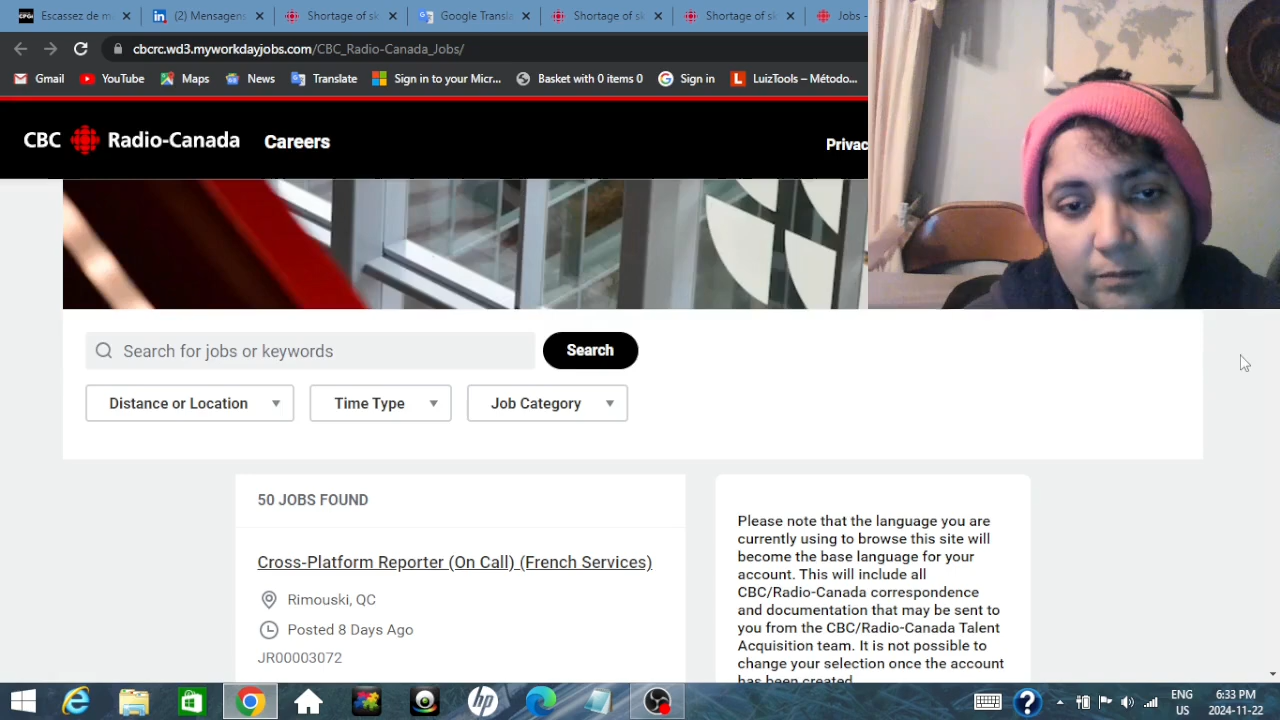 Escassez de m
(2) Mensagens
Shortage of sk
Google Transla
Shortage of sk
Shortage of sk
Jobs -
cbcrc.wd3.myworkdayjobs.com/CBC_Radio-Canada_Jobs/
Gmail
YouTube
Maps
News
Translate
Sign in to your Micr...
Basket with 0 items 0
Sign in
LuizTools – Método...
CBC Radio-Canada
Careers
Privac
Search for jobs or keywords
Search
Distance or Location
Time Type
Job Category
50 JOBS FOUND
Cross-Platform Reporter (On Call) (French Services)
Rimouski, QC
Posted 8 Days Ago
JR00003072
Please note that the language you are
currently using to browse this site will
become the base language for your
account. This will include all
CBC/Radio-Canada correspondence
and documentation that may be sent to
you from the CBC/Radio-Canada Talent
Acquisition team. It is not possible to
change your selection once the account
has been created.
ENG
US
6:33 PM
2024-11-22